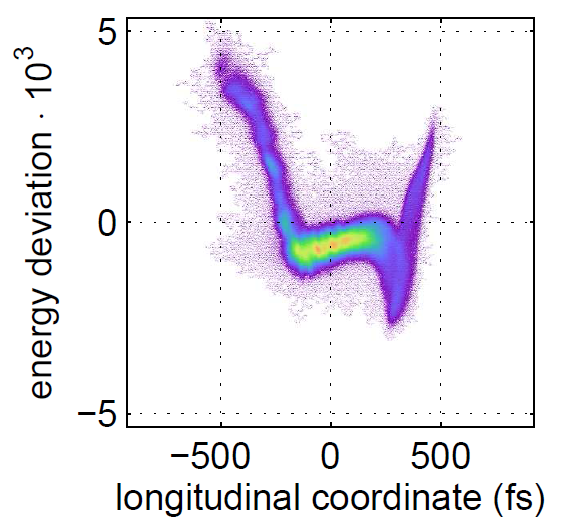 energy deviation · 10³
5
0
−5
−500 0 500
longitudinal coordinate (fs)